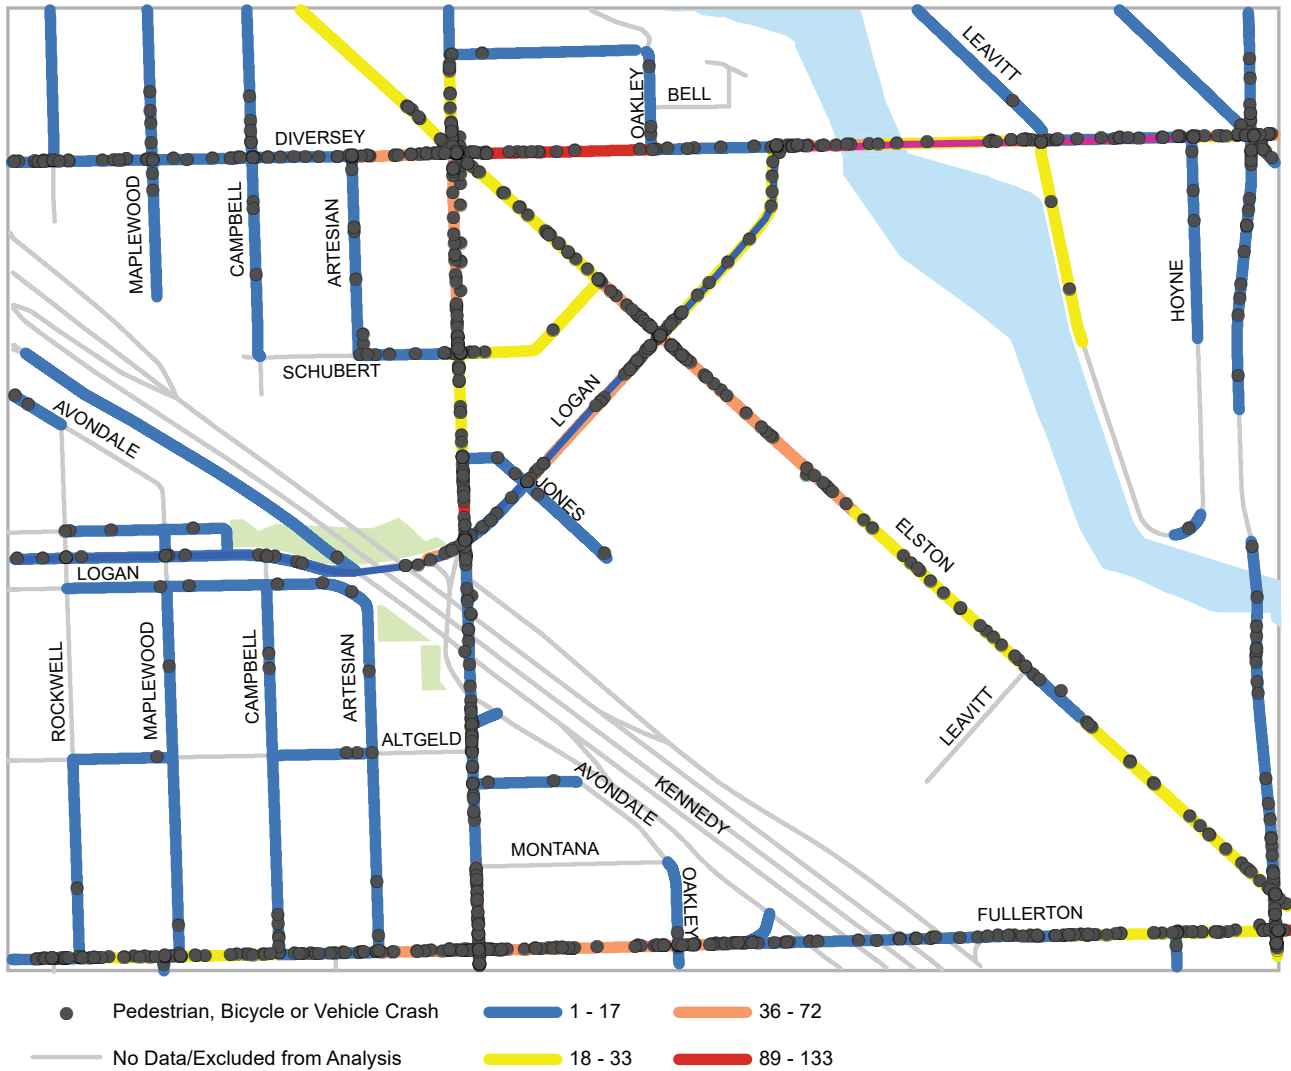 LEAVITT
OAKLEY
BELL
DIVERSEY
MAPLEWOOD
CAMPBELL
ARTESIAN
HOYNE
SCHUBERT
LOGAN
AVONDALE
JONES
ELSTON
LOGAN
ROCKWELL
MAPLEWOOD
CAMPBELL
ARTESIAN
LEAVITT
ALTGELD
AVONDALE
KENNEDY
MONTANA
OAKLEY
FULLERTON
Pedestrian, Bicycle or Vehicle Crash
1 - 17
36 - 72
No Data/Excluded from Analysis
18 - 33
89 - 133